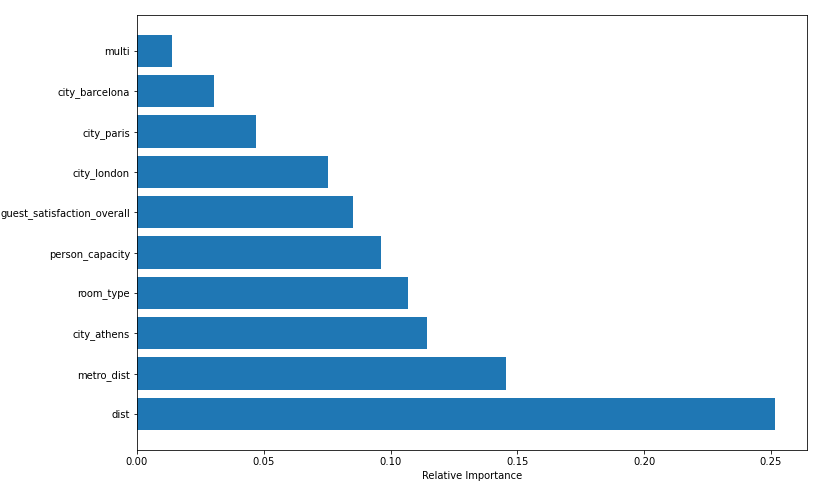 multi
city_barcelona
city_paris
city_london
guest_satisfaction_overall
person_capacity
room_type
city_athens
metro_dist
dist
0.00 0.05 0.10 0.15 0.20 0.25
Relative Importance